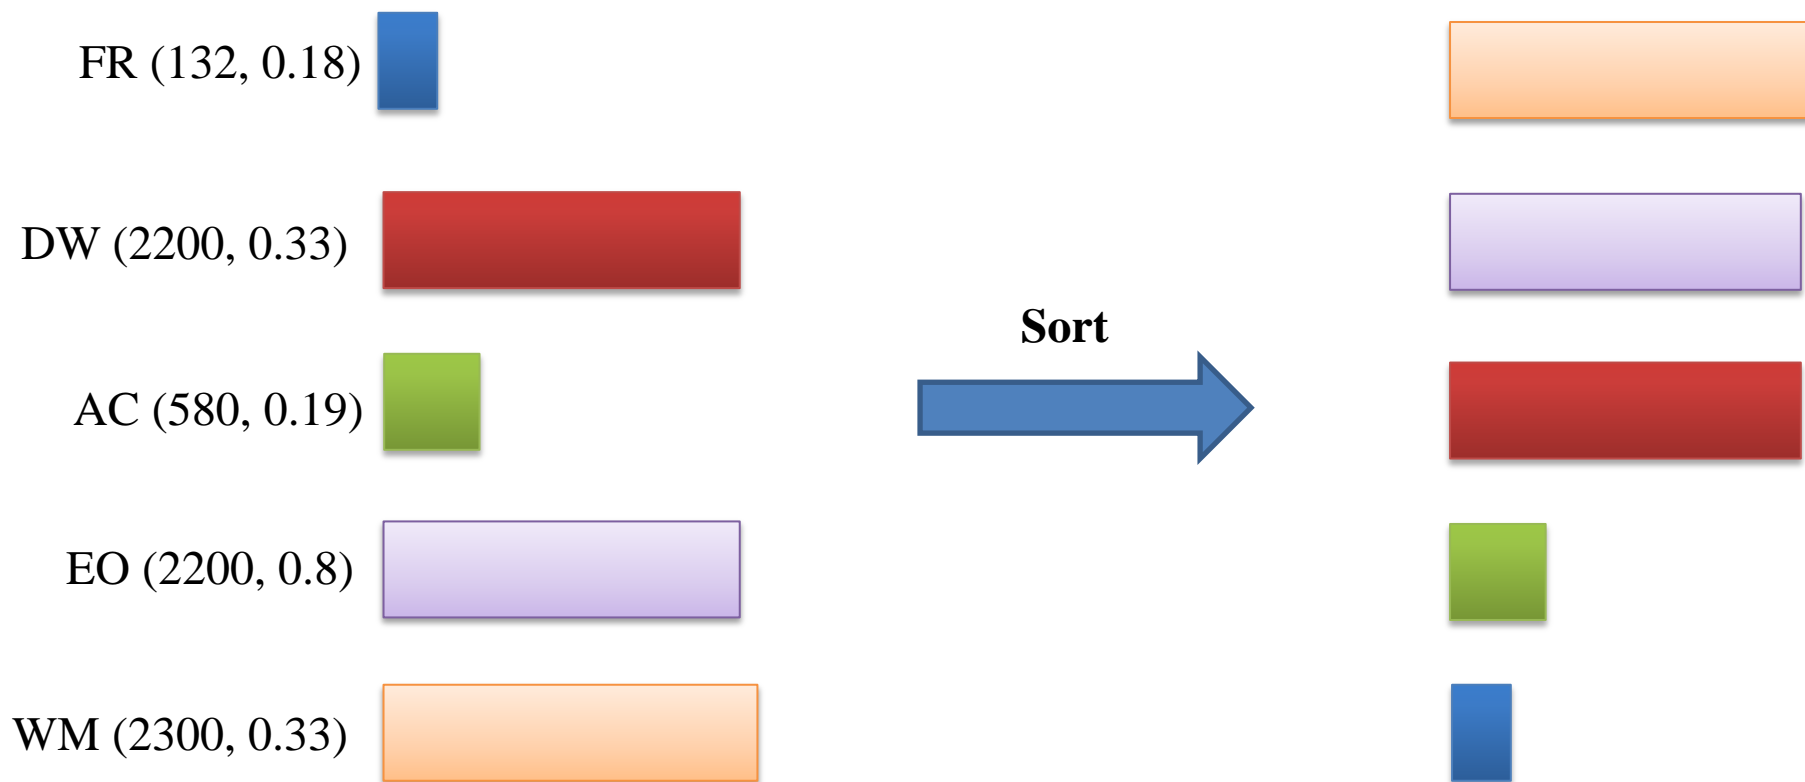 FR (132, 0.18)
DW (2200, 0.33)
Sort
AC (580, 0.19)
EO (2200, 0.8)
WM (2300, 0.33)